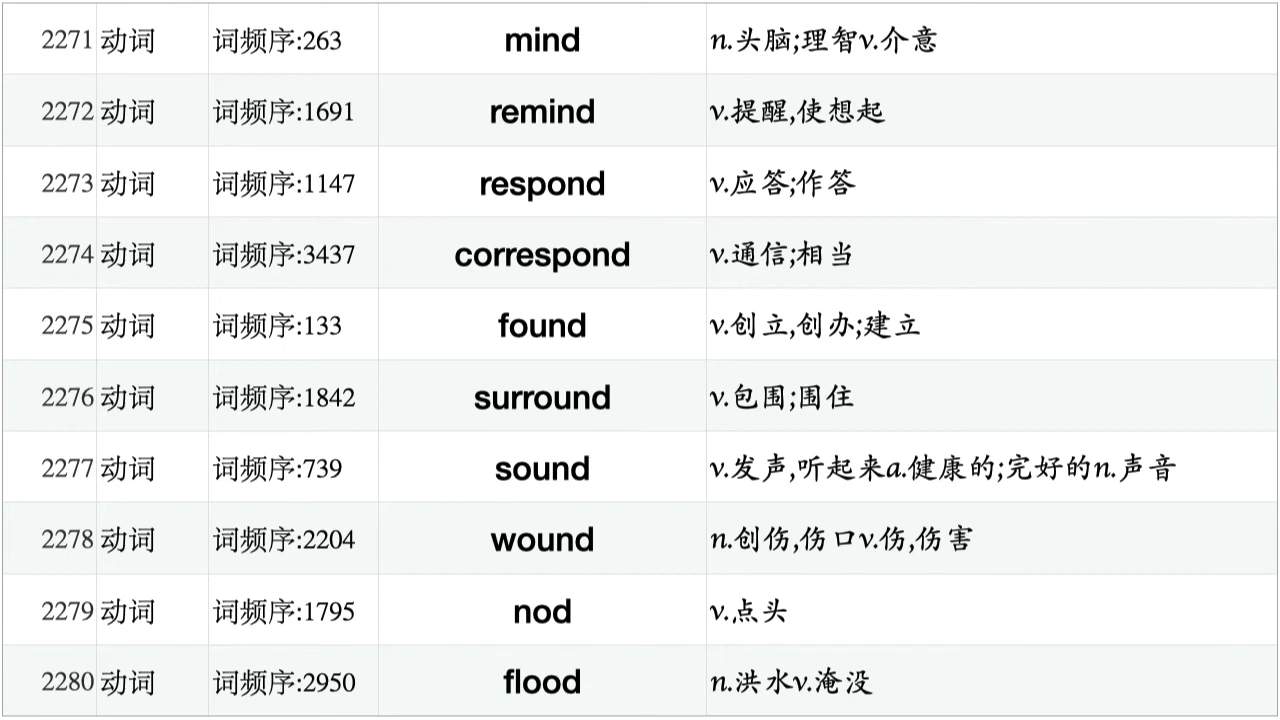 2271 动词 词频序:263 mind n.头脑;理智v.介意
2272 动词 词频序:1691 remind v.提醒,使想起
2273 动词 词频序:1147 respond v.应答;作答
2274 动词 词频序:3437 correspond v.通信;相当
2275 动词 词频序:133 found v.创立,创办;建立
2276 动词 词频序:1842 surround v.包围;围住
2277 动词 词频序:739 sound v.发声,听起来a.健康的;完好的n.声音
2278 动词 词频序:2204 wound n.创伤,伤口v.伤,伤害
2279 动词 词频序:1795 nod v.点头
2280 动词 词频序:2950 flood n.洪水v.淹没